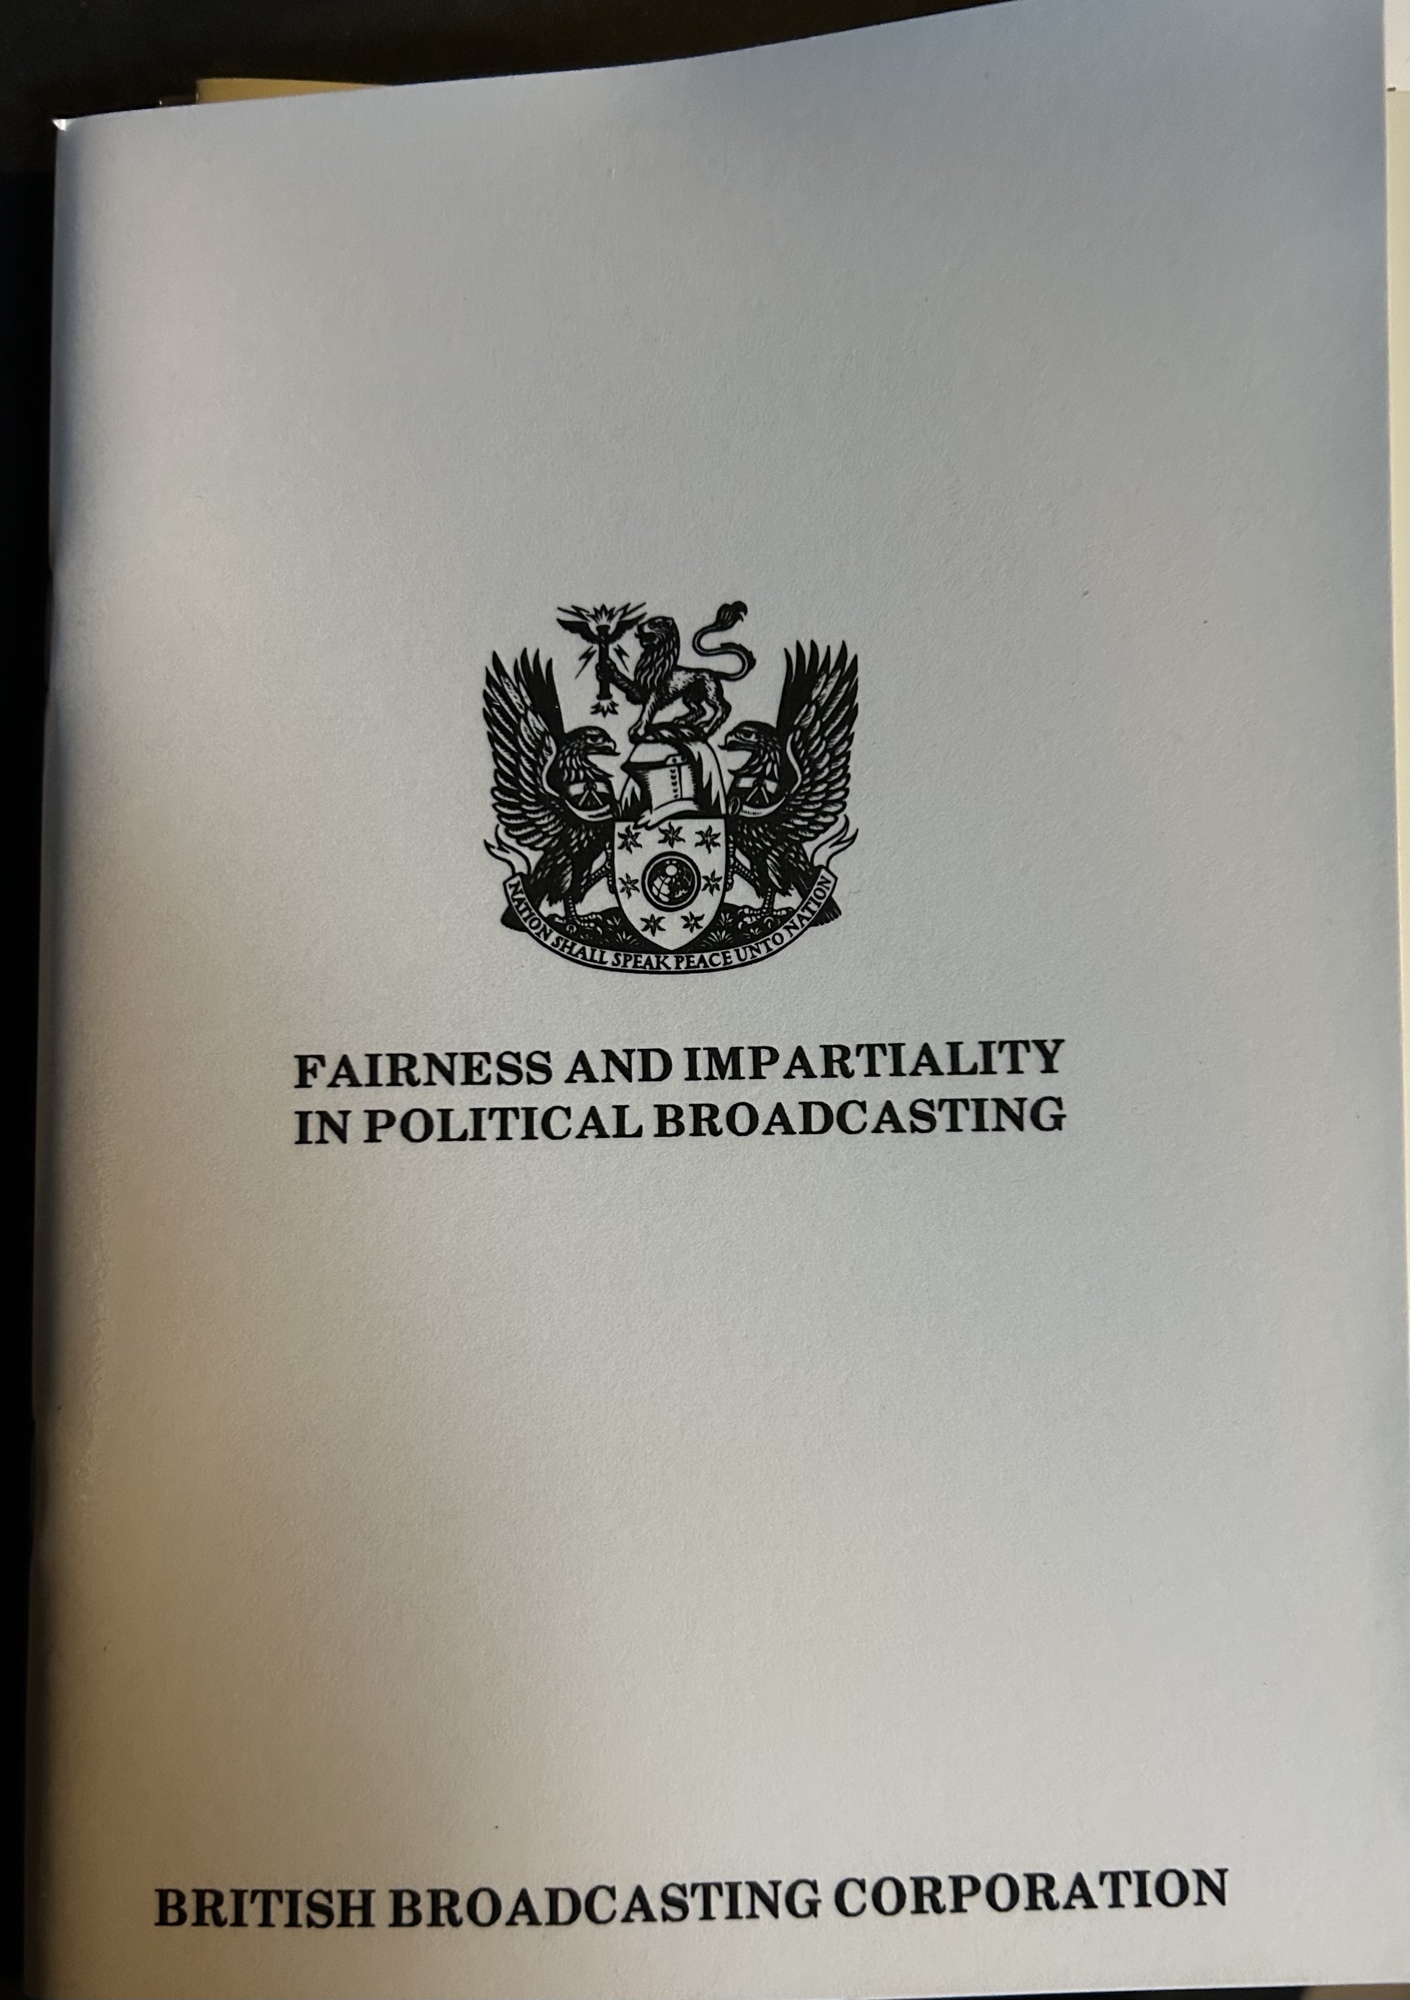 NATION SHALL SPEAK PEACE UNTO NATION
FAIRNESS AND IMPARTIALITY
IN POLITICAL BROADCASTING
BRITISH BROADCASTING CORPORATION